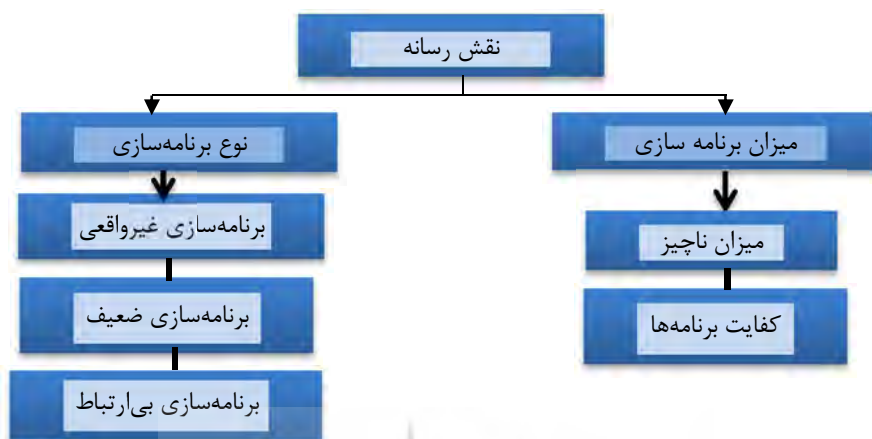 نقش رسانه
میزان برنامه سازی
نوع برنامه‌سازی
میزان ناچیز
برنامه‌سازی غیرواقعی
کفایت برنامه‌ها
برنامه‌سازی ضعیف
برنامه‌سازی بی‌ارتباط